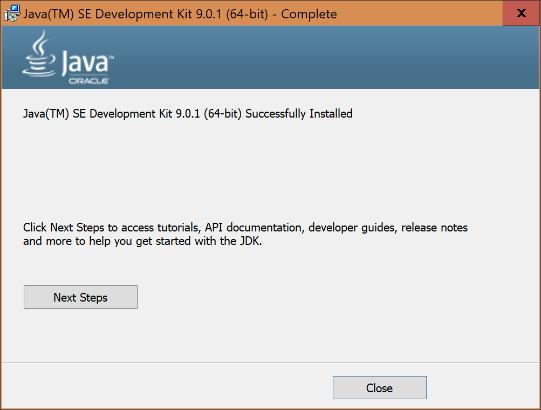 Java(TM) SE Development Kit 9.0.1 (64-bit) - Complete
Java™
ORACLE
Java(TM) SE Development Kit 9.0.1 (64-bit) Successfully Installed
Click Next Steps to access tutorials, API documentation, developer guides, release notes
and more to help you get started with the JDK.
Next Steps
Close